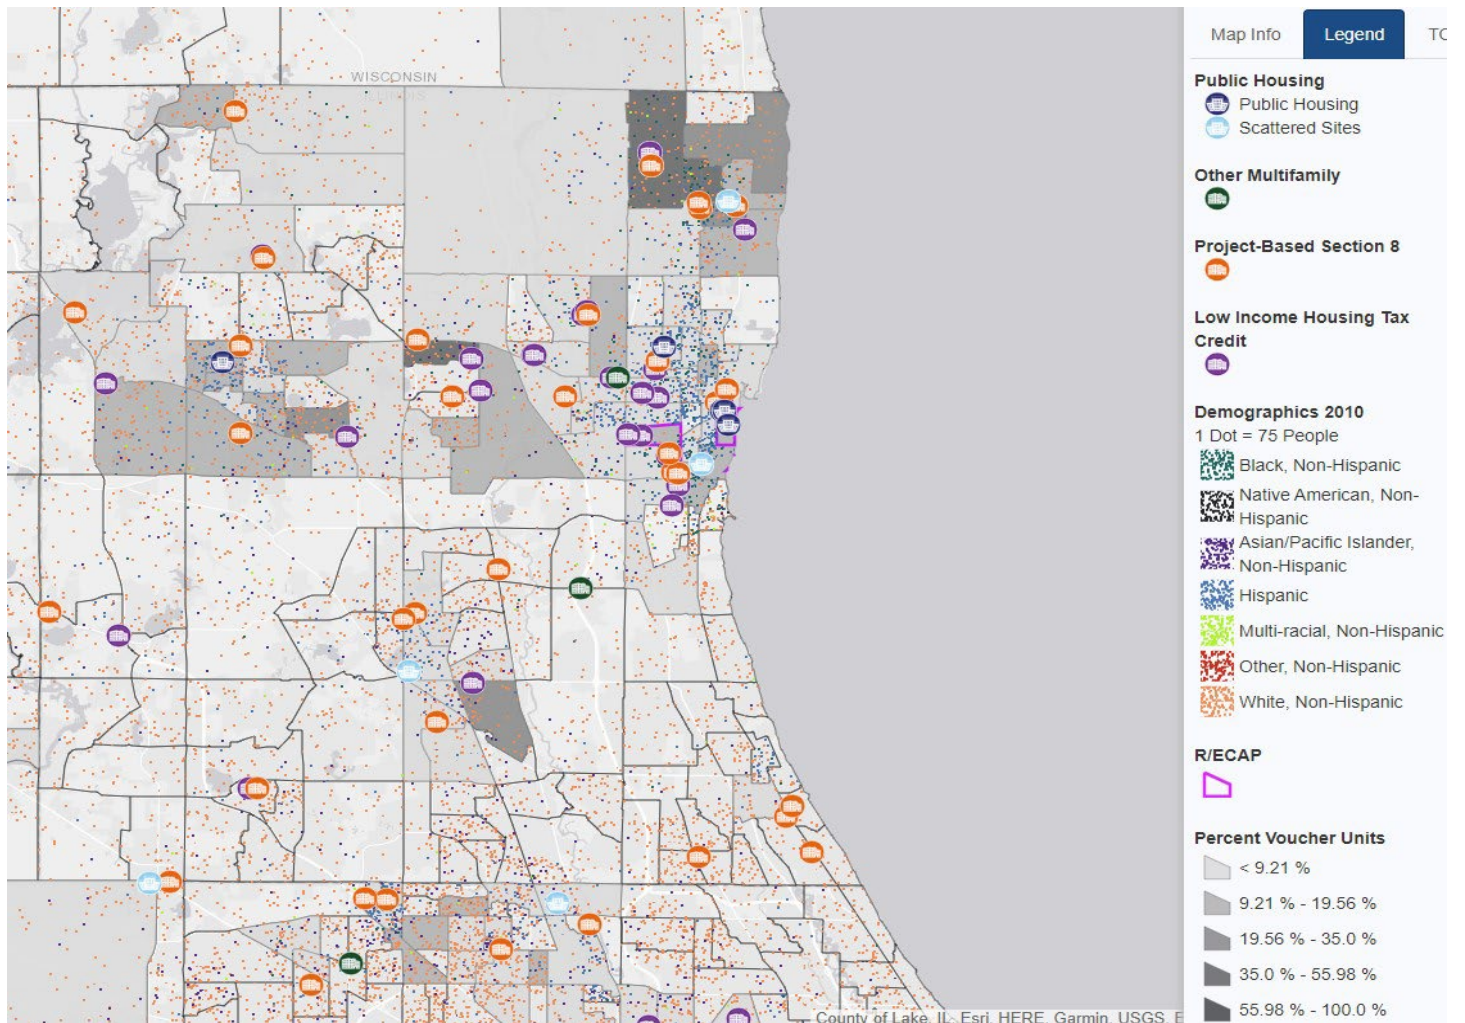 WISCONSIN
ILLINOIS
Map Info
Legend
Public Housing
Public Housing
Scattered Sites
Other Multifamily
Project-Based Section 8
Low Income Housing Tax
Credit
Demographics 2010
1 Dot = 75 People
Black, Non-Hispanic
Native American, Non-
Hispanic
Asian/Pacific Islander,
Non-Hispanic
Hispanic
Multi-racial, Non-Hispanic
Other, Non-Hispanic
White, Non-Hispanic
R/ECAP
Percent Voucher Units
< 9.21 %
9.21 % - 19.56 %
19.56 % - 35.0 %
35.0 % - 55.98 %
55.98 % - 100.0 %
County of Lake, IL, Esri, HERE, Garmin, USGS, E